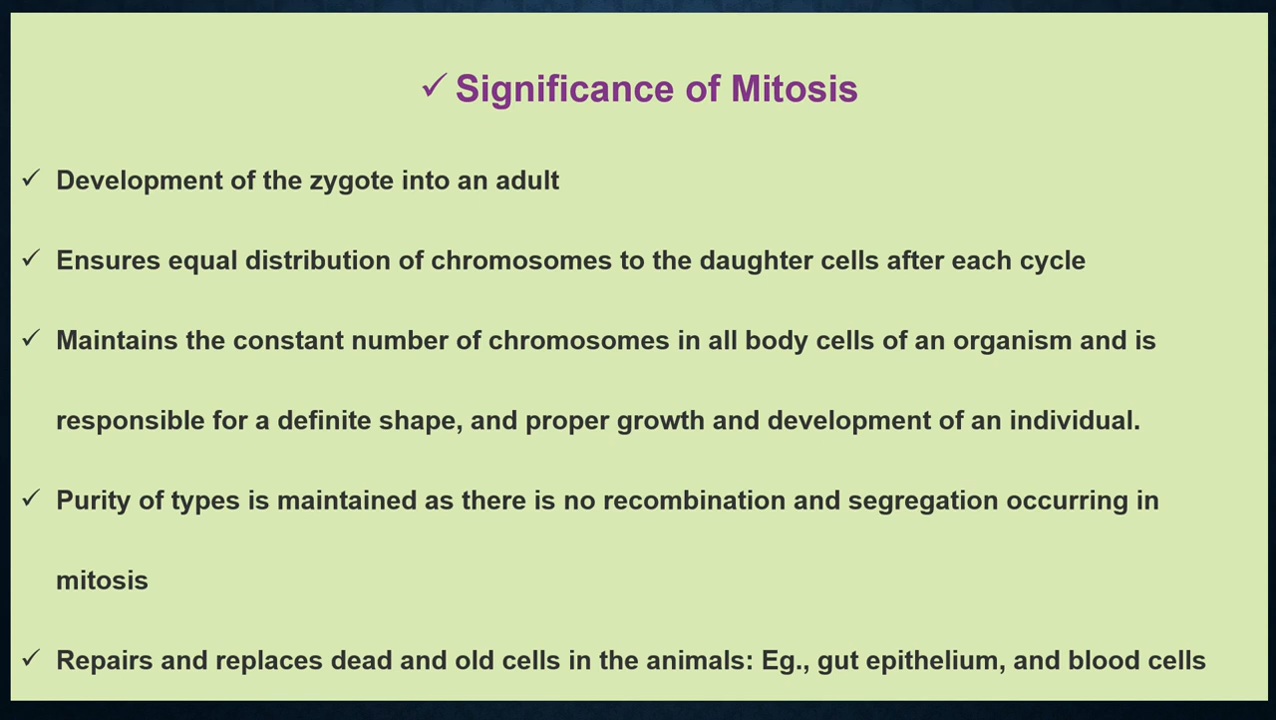 ✓ Significance of Mitosis
✓ Development of the zygote into an adult
✓ Ensures equal distribution of chromosomes to the daughter cells after each cycle
✓ Maintains the constant number of chromosomes in all body cells of an organism and is
responsible for a definite shape, and proper growth and development of an individual.
✓ Purity of types is maintained as there is no recombination and segregation occurring in
mitosis
✓ Repairs and replaces dead and old cells in the animals: Eg., gut epithelium, and blood cells